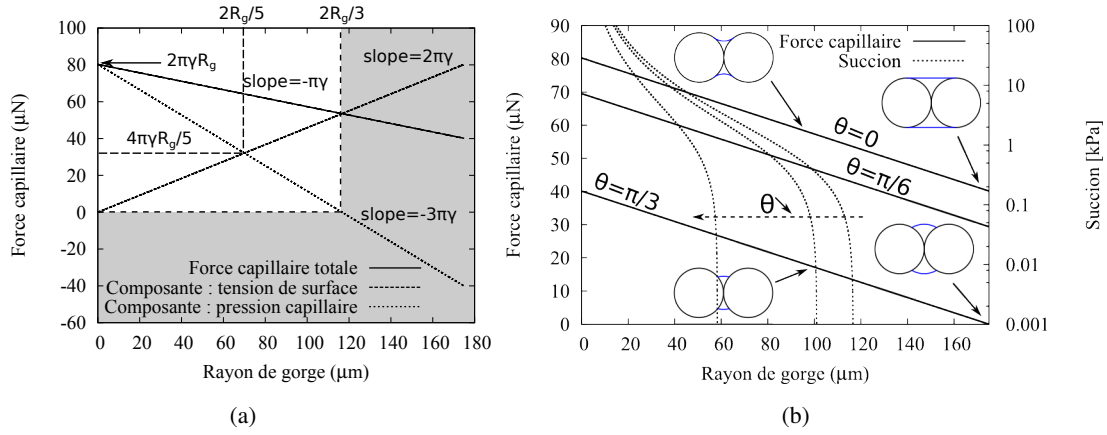 2Rg/5 2Rg/3
100
80
60
40
20
0
-20
-40
-60
0 20 40 60 80 100 120 140 160 180
Force capillaire (μN)
Rayon de gorge (μm)
2πγRg
slope=-πγ
slope=2πγ
4πγRg/5
slope=-3πγ
Force capillaire totale
Composante : tension de surface
Composante : pression capillaire
(a)
90
80
70
60
50
40
30
20
10
0
0 20 40 60 80 100 120 140 160
Force capillaire (μN)
Rayon de gorge (μm)
100
10
1
0.1
0.01
0.001
Succion [kPa]
Force capillaire
Succion
θ=0
θ=π/6
θ=π/3
θ
(b)